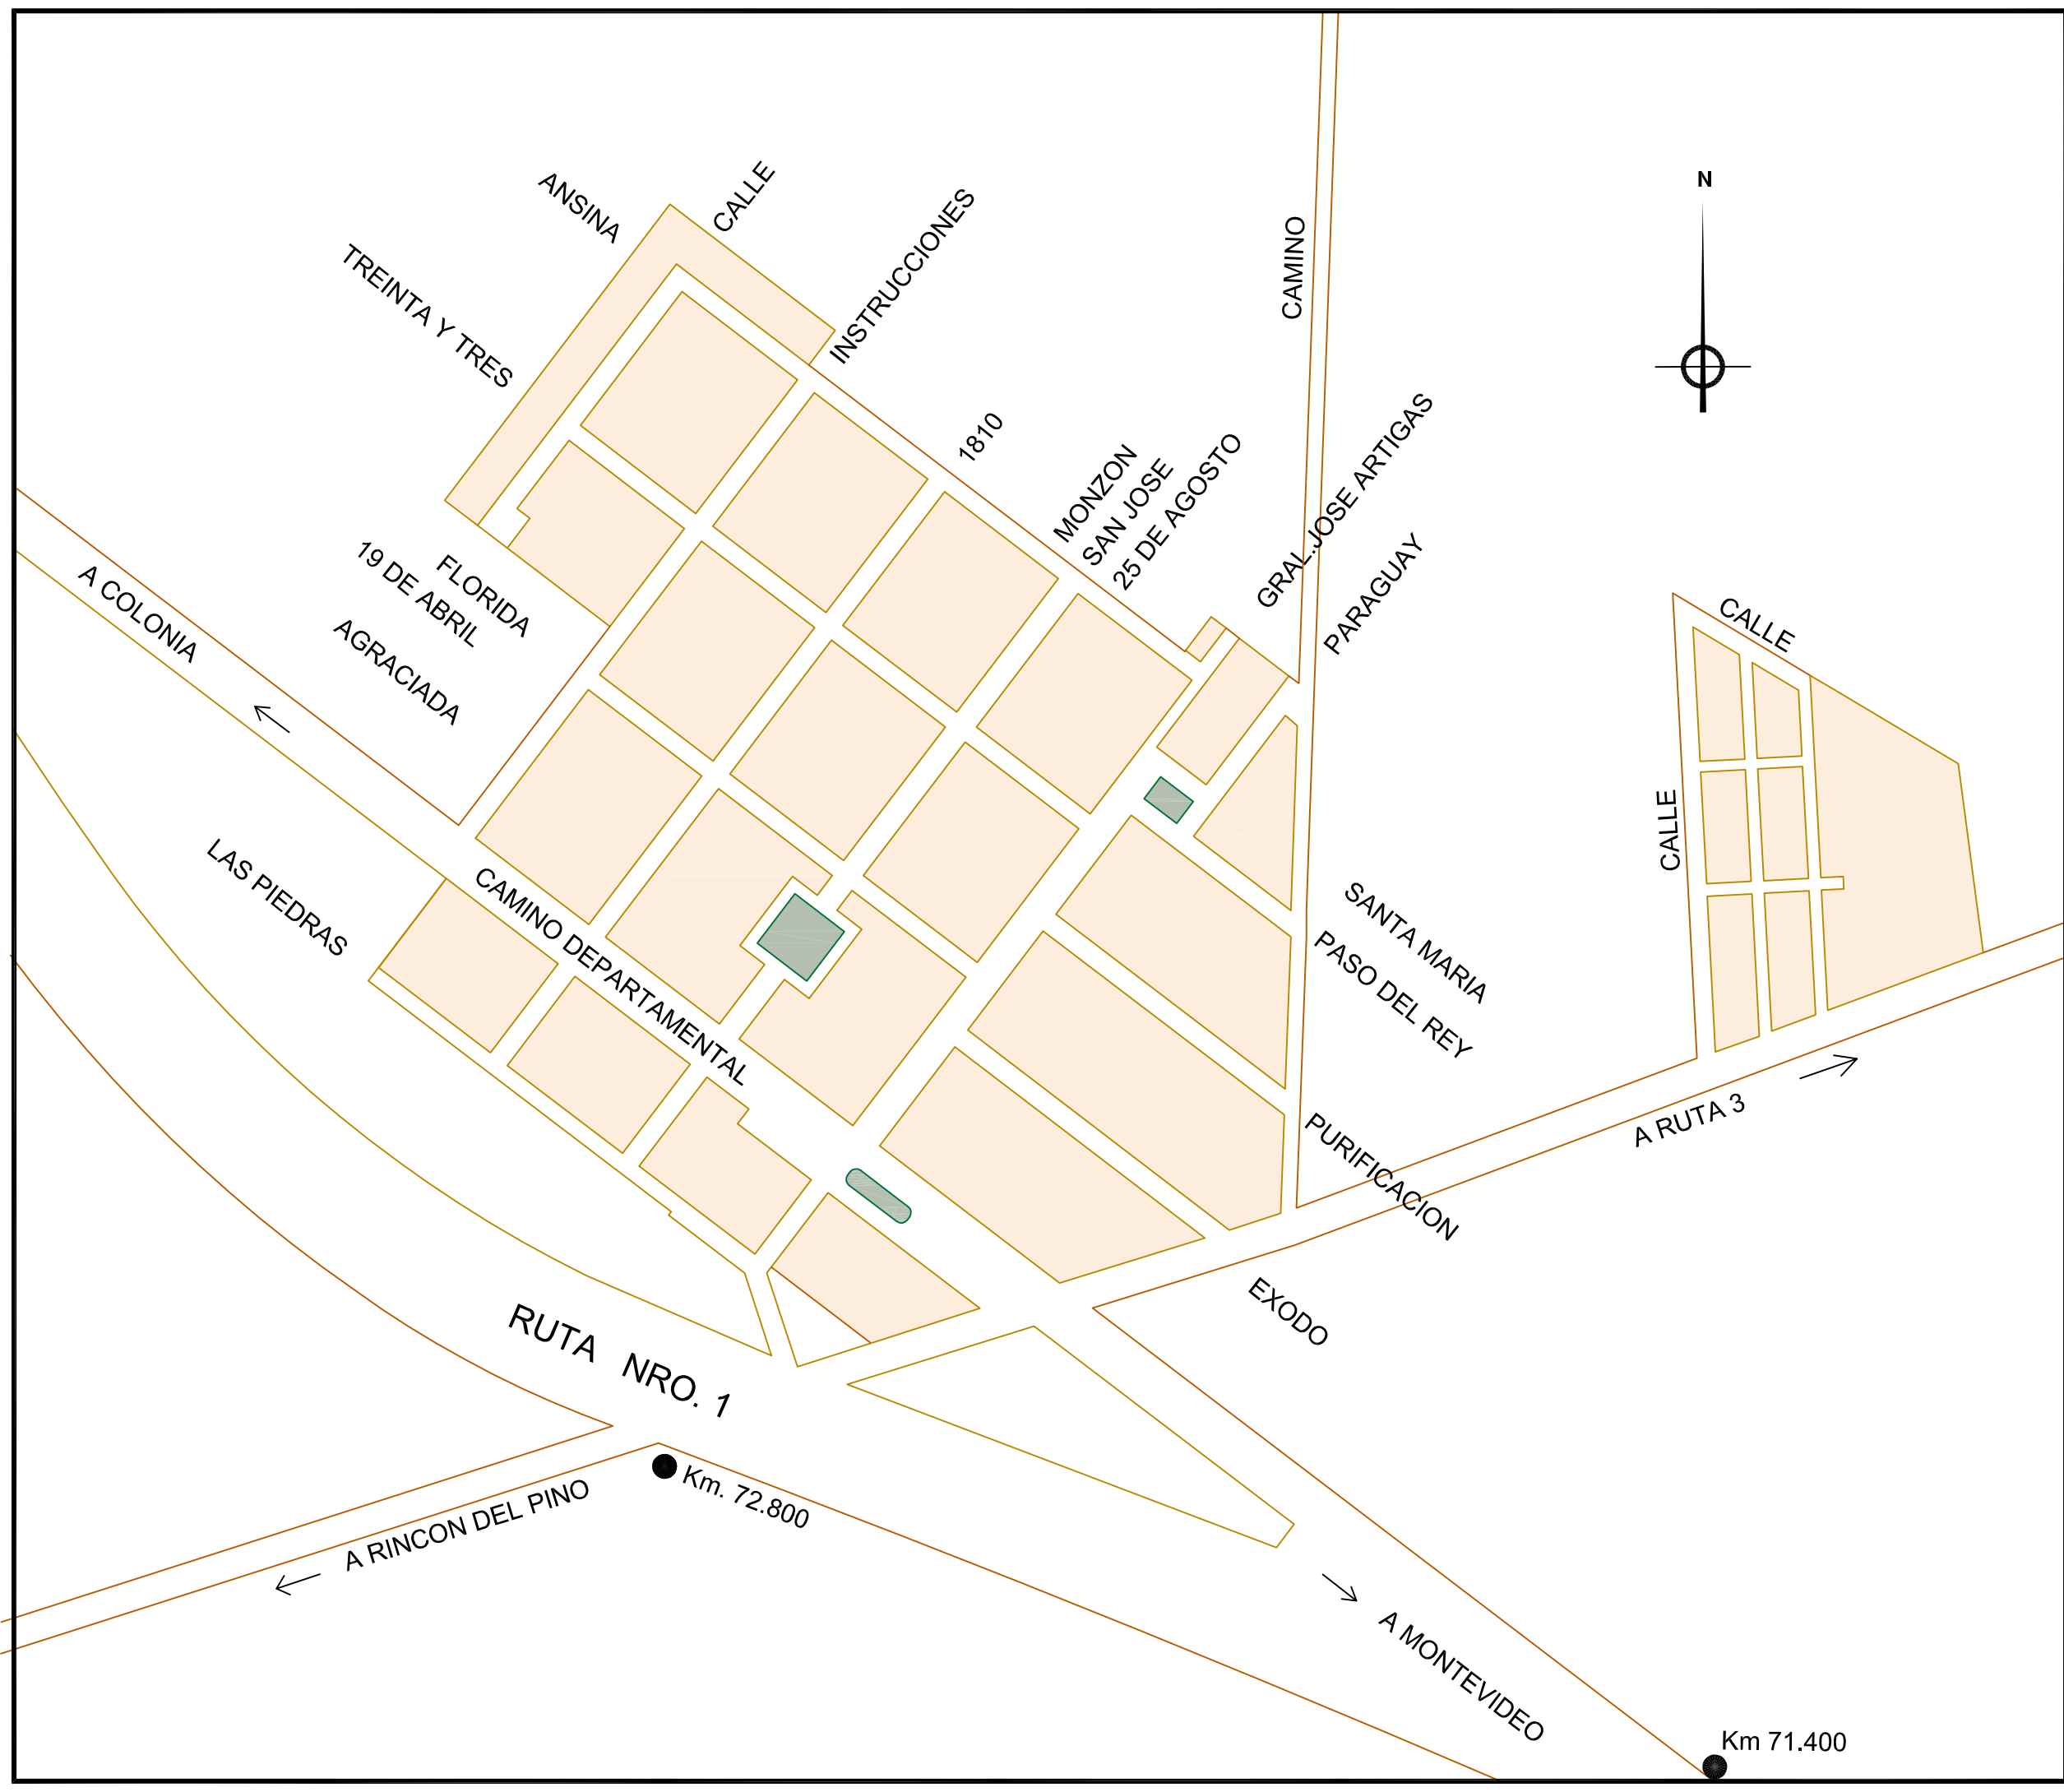 N
ANSINA
CALLE
INSTRUCCIONES
CAMINO
TREINTA Y TRES
1810
MONZON
SAN JOSE
25 DE AGOSTO
GRAL.JOSE ARTIGAS
PARAGUAY
FLORIDA
19 DE ABRIL
AGRACIADA
A COLONIA
CALLE
CALLE
LAS PIEDRAS
CAMINO DEPARTAMENTAL
SANTA MARIA
PASO DEL REY
PURIFICACION
A RUTA 3
EXODO
RUTA NRO. 1
Km. 72.800
A RINCON DEL PINO
A MONTEVIDEO
Km 71.400